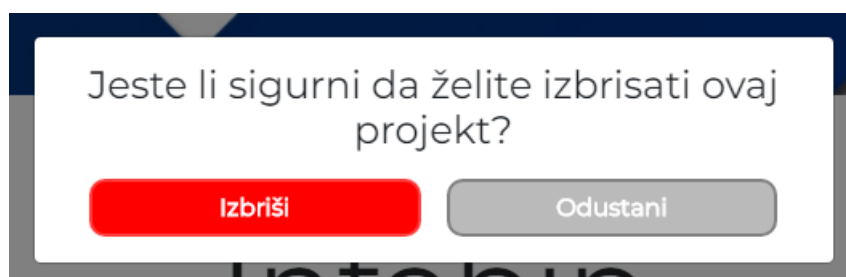 Jeste li sigurni da želite izbrisati ovaj
projekt?
Izbriši
Odustani